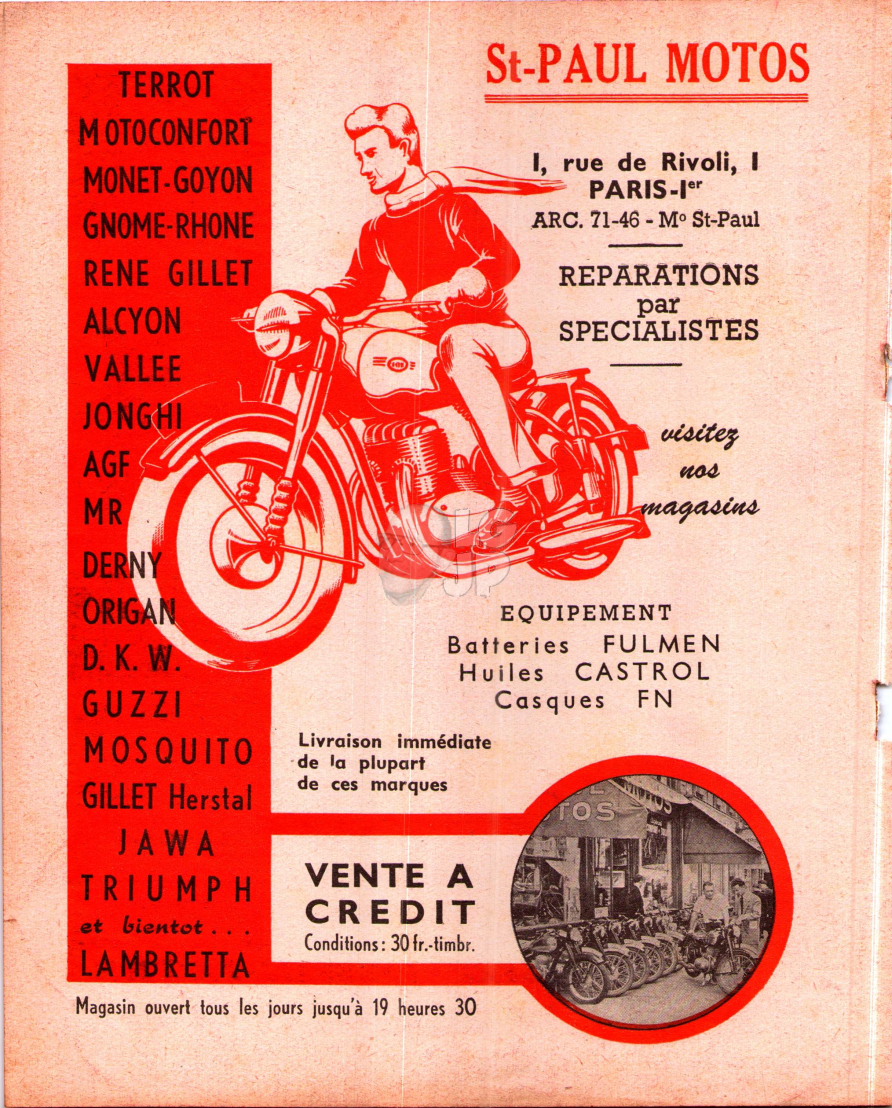 St-PAUL MOTOS
TERROT
MOTOCONFORT
MONET-GOYON
GNOME-RHONE
RENE GILLET
ALCYON
VALLEE
JONGHI
AGF
MR
DERNY
ORIGAN
D. K. W.
GUZZI
MOSQUITO
GILLET Herstal
JAWA
TRIUMPH
et bientot...
LAMBRETTA
1, rue de Rivoli, 1
PARIS-Ier
ARC. 71-46 - Mo St-Paul
REPARATIONS
par
SPECIALISTES
visitez
nos
magasins
EQUIPEMENT
Batteries FULMEN
Huiles CASTROL
Casques FN
Livraison immédiate
de la plupart
de ces marques
VENTE A
CREDIT
Conditions : 30 fr.-timbr.
TOS
Magasin ouvert tous les jours jusqu'à 19 heures 30